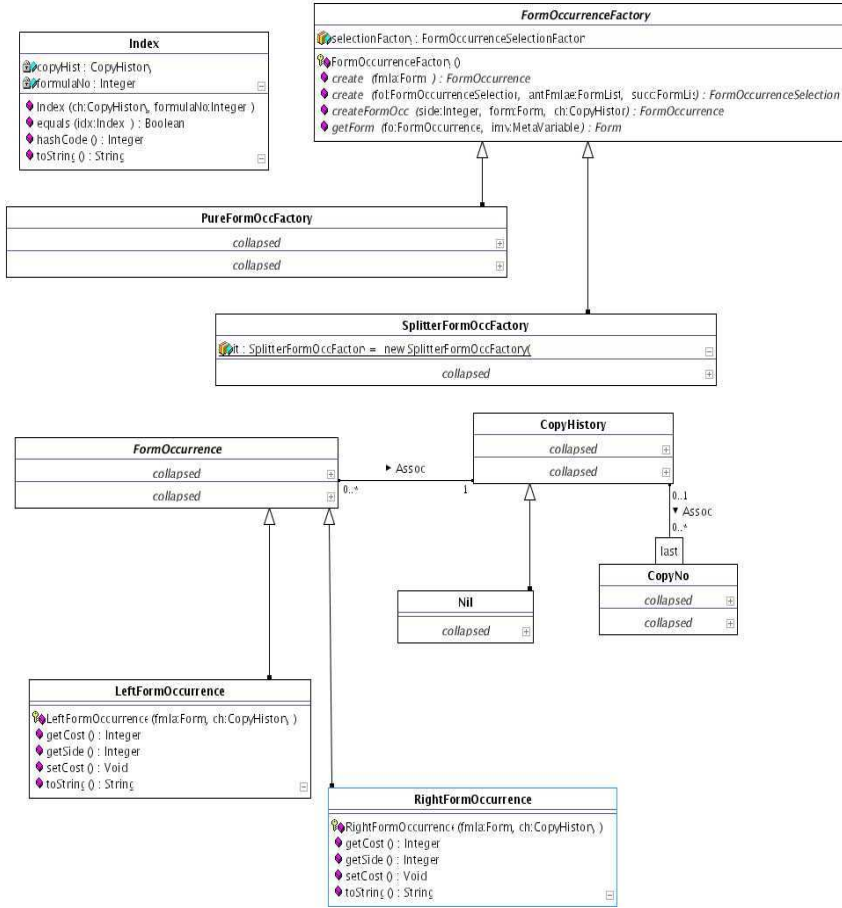 FormOccurrenceFactory
selectionFactory : FormOccurrenceSelectionFactor
FormOccurrenceFactory ()
create (fmla:Form ) : FormOccurrence
create (fol:FormOccurrenceSelection, antFmlae:FormList, succ:FormList) : FormOccurrenceSelection
createFormOcc (side:Integer, form:Form, ch:CopyHistor) : FormOccurrence
getForm (fo:FormOccurrence, imv:MetaVariable) : Form
Index
copyHist : CopyHistory
formulaNo : Integer
Index (ch:CopyHistory, formulaNo:Integer )
equals (idx:Index ) : Boolean
hashCode () : Integer
toString () : String
PureFormOccFactory
collapsed
collapsed
SplitterFormOccFactory
it : SplitterFormOccFactory = new SplitterFormOccFactory(
collapsed
FormOccurrence
collapsed
collapsed
Assoc
0..*
1
CopyHistory
collapsed
collapsed
0..1
Assoc
0..*
last
CopyNo
collapsed
collapsed
Nil
collapsed
LeftFormOccurrence
LeftFormOccurrence (fmla:Form, ch:CopyHistory )
getCost () : Integer
getSide () : Integer
setCost () : Void
toString () : String
RightFormOccurrence
RightFormOccurrence (fmla:Form, ch:CopyHistory )
getCost () : Integer
getSide () : Integer
setCost () : Void
toString () : String